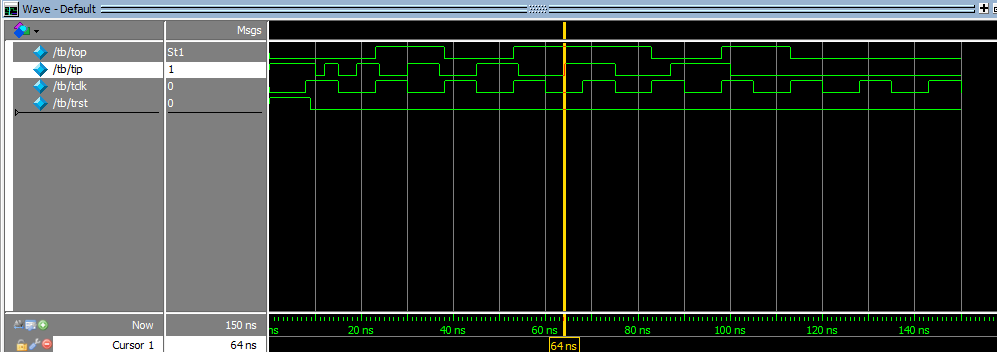 Wave - Default
Msgs
/tb/top St1
/tb/tip 1
/tb/tclk 0
/tb/trst 0
Now 150 ns ns 20 ns 40 ns 60 ns 80 ns 100 ns 120 ns 140 ns
Cursor 1 64 ns 64 ns